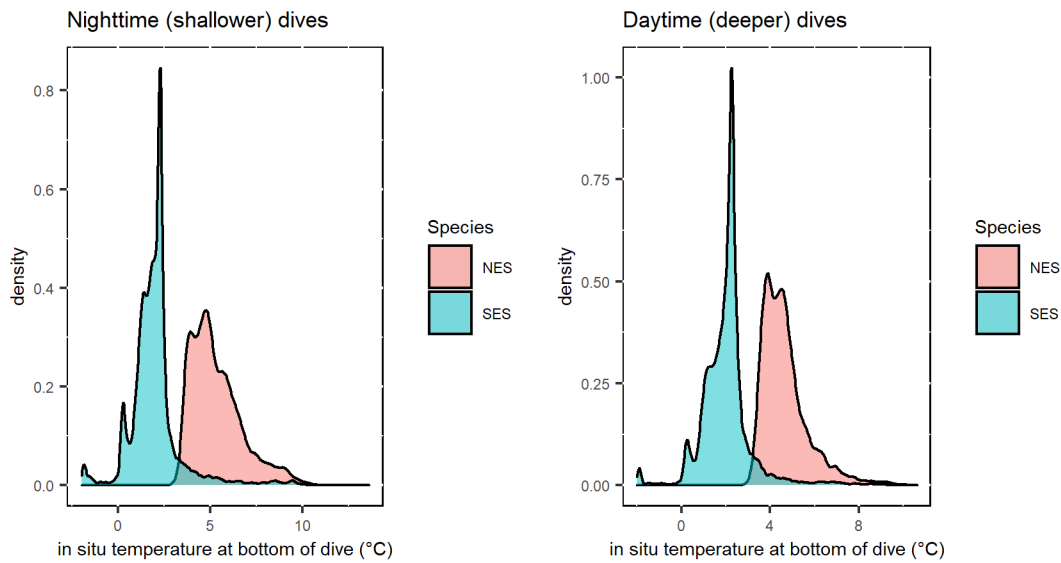 Nighttime (shallower) dives
density
0.8
0.6
0.4
0.2
0.0
0
5
10
in situ temperature at bottom of dive (°C)
Species
NES
SES
Daytime (deeper) dives
density
1.00
0.75
0.50
0.25
0.00
0
4
8
in situ temperature at bottom of dive (°C)
Species
NES
SES